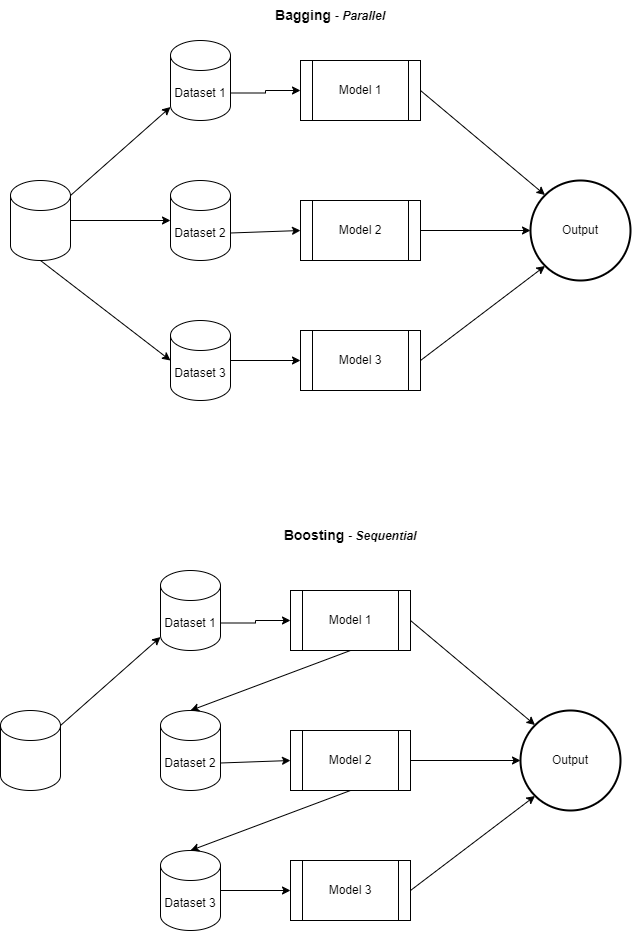 Bagging - Parallel
Dataset 1
Model 1
Dataset 2
Model 2
Output
Dataset 3
Model 3
Boosting - Sequential
Dataset 1
Model 1
Dataset 2
Model 2
Output
Dataset 3
Model 3